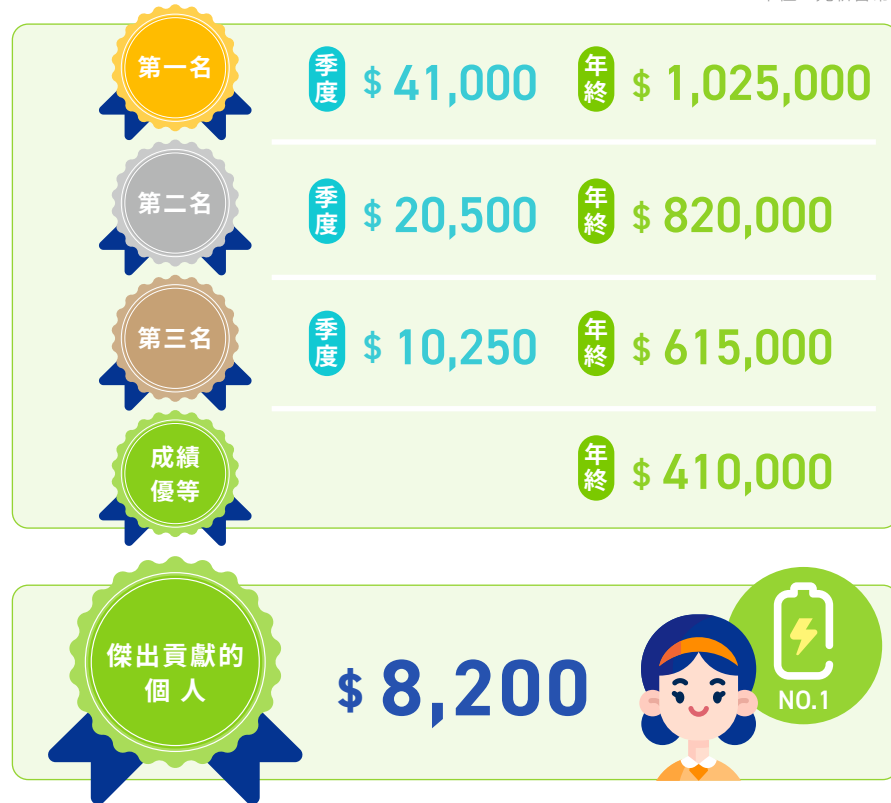 第一名
季度 $ 41,000 年終 $ 1,025,000
第二名
季度 $ 20,500 年終 $ 820,000
第三名
季度 $ 10,250 年終 $ 615,000
成績
優等
年終 $ 410,000
傑出貢獻的
個人
$ 8,200
NO.1